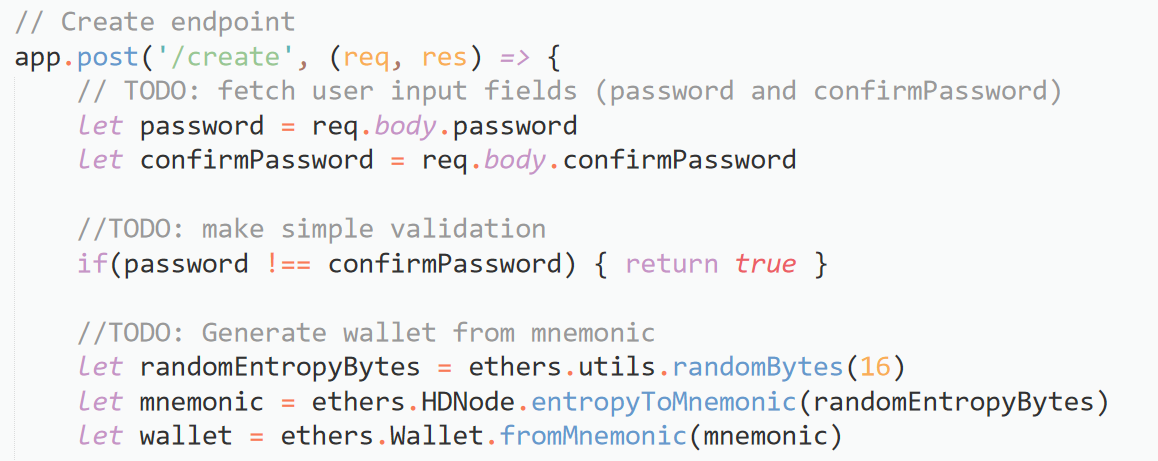 // Create endpoint
app.post('/create', (req, res) => {
    // TODO: fetch user input fields (password and confirmPassword)
    let password = req.body.password
    let confirmPassword = req.body.confirmPassword

    //TODO: make simple validation
    if(password !== confirmPassword) { return true }

    //TODO: Generate wallet from mnemonic
    let randomEntropyBytes = ethers.utils.randomBytes(16)
    let mnemonic = ethers.HDNode.entropyToMnemonic(randomEntropyBytes)
    let wallet = ethers.Wallet.fromMnemonic(mnemonic)